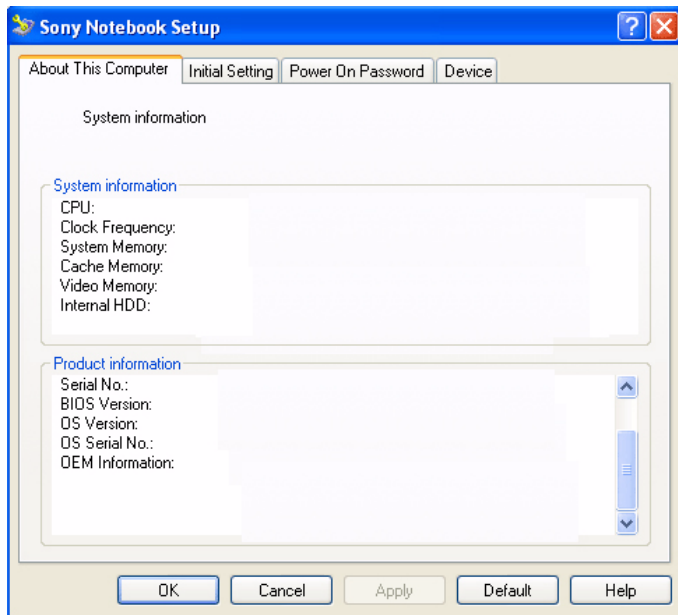 Sony Notebook Setup
About This Computer Initial Setting Power On Password Device
System information
System information
CPU:
Clock Frequency:
System Memory:
Cache Memory:
Video Memory:
Internal HDD:
Product information
Serial No.:
BIOS Version:
OS Version:
OS Serial No.:
OEM Information:
OK Cancel Apply Default Help